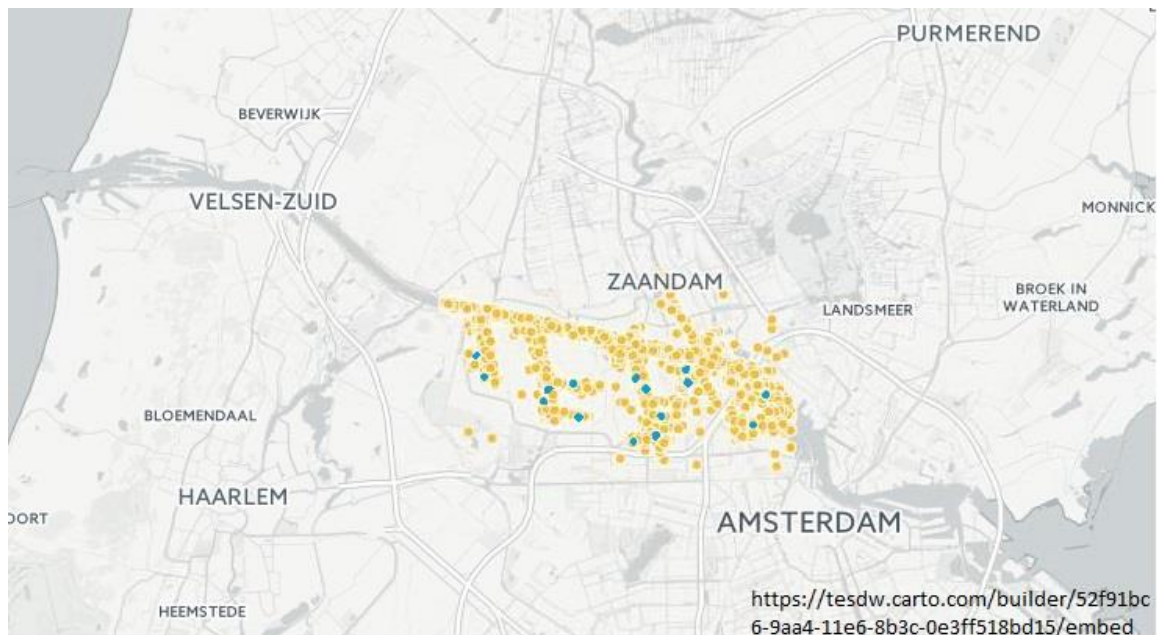 PURMEREND
BEVERWIJK
VELSEN-ZUID
MONNICK
ZAANDAM
BROEK IN
WATERLAND
LANDSMEER
BLOEMENDAAL
HAARLEM
OORT
AMSTERDAM
HEEMSTEDE
https://tesdw.carto.com/builder/52f91bc
6-9aa4-11e6-8b3c-0e3ff518bd15/embed